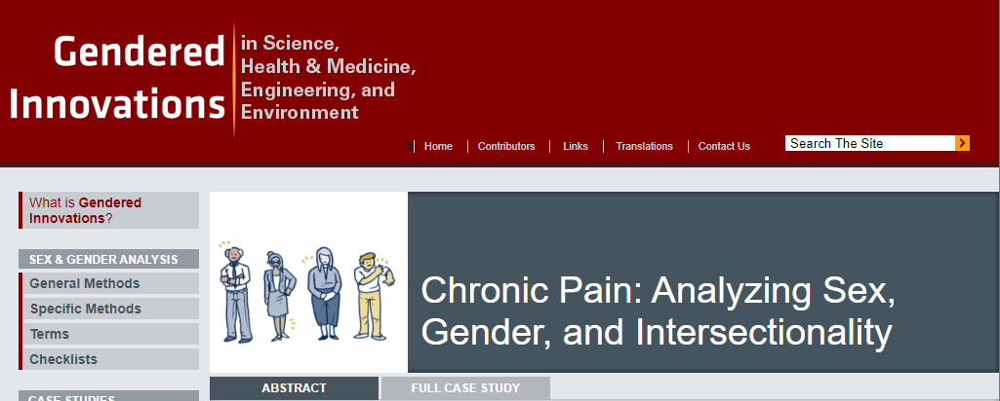 Gendered
Innovations
in Science,
Health & Medicine,
Engineering, and
Environment
S
Home
Contributors
Links
Translations
Contact Us
Search The Site
What is Gendered
Innovations?
SEX & GENDER ANALYSIS
General Methods
Specific Methods
Terms
Checklists
CASE STUDIES
Chronic Pain: Analyzing Sex,
Gender, and Intersectionality
ABSTRACT
FULL CASE STUDY